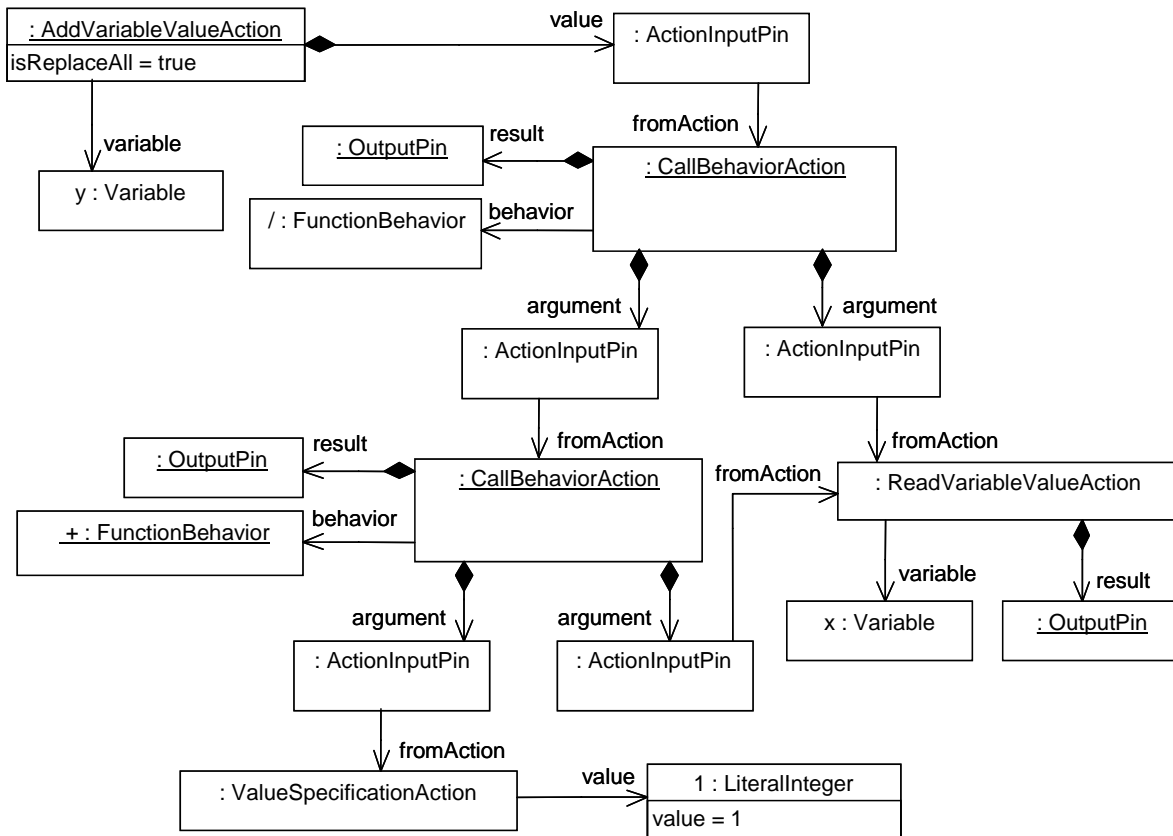 : AddVariableValueAction
isReplaceAll = true
value
: ActionInputPin
variable
y : Variable
fromAction
result
: OutputPin
: CallBehaviorAction
behavior
/ : FunctionBehavior
argument
argument
: ActionInputPin
: ActionInputPin
fromAction
fromAction
result
: OutputPin
: CallBehaviorAction
fromAction
: ReadVariableValueAction
behavior
+ : FunctionBehavior
variable
result
x : Variable
: OutputPin
argument
argument
: ActionInputPin
: ActionInputPin
fromAction
: ValueSpecificationAction
value
1 : LiteralInteger
value = 1